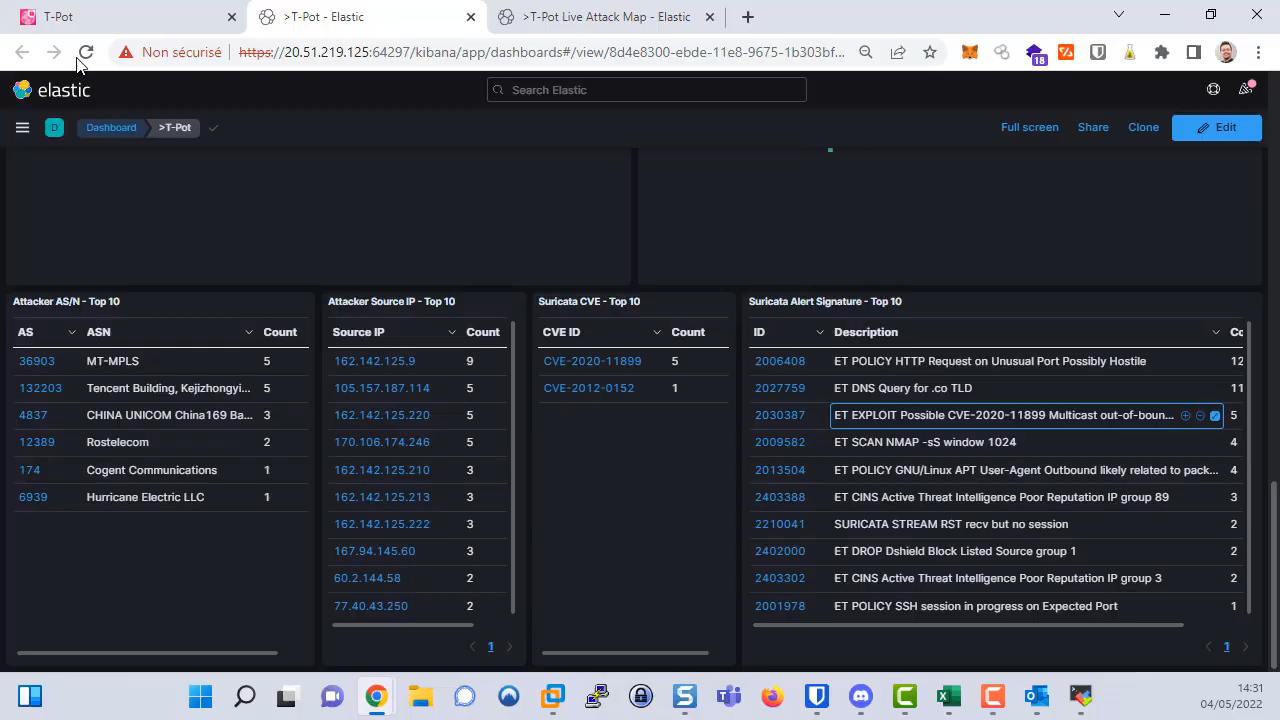 T-Pot
>T-Pot - Elastic
>T-Pot Live Attack Map - Elastic
Non sécurisé
https://20.51.219.125:64297/kibana/app/dashboards#/view/8d4e8300-ebde-11e8-9675-1b303bf...
18
elastic
Search Elastic
D
Dashboard
>T-Pot
Full screen
Share
Clone
Edit
Attacker AS/N - Top 10
AS ASN Count
36903 MT-MPLS 5
132203 Tencent Building, Kejizhongyi... 5
4837 CHINA UNICOM China169 Ba... 3
12389 Rostelecom 2
174 Cogent Communications 1
6939 Hurricane Electric LLC 1
Attacker Source IP - Top 10
Source IP Count
162.142.125.9 9
105.157.187.114 5
162.142.125.220 5
170.106.174.246 5
162.142.125.210 3
162.142.125.213 3
162.142.125.222 3
167.94.145.60 3
60.2.144.58 2
77.40.43.250 2
1
Suricata CVE - Top 10
CVE ID Count
CVE-2020-11899 5
CVE-2012-0152 1
Suricata Alert Signature - Top 10
ID Description Co
2006408 ET POLICY HTTP Request on Unusual Port Possibly Hostile 12
2027759 ET DNS Query for .co TLD 11
2030387 ET EXPLOIT Possible CVE-2020-11899 Multicast out-of-boun... 5
2009582 ET SCAN NMAP -sS window 1024 4
2013504 ET POLICY GNU/Linux APT User-Agent Outbound likely related to pack... 4
2403388 ET CINS Active Threat Intelligence Poor Reputation IP group 89 3
2210041 SURICATA STREAM RST recv but no session 2
2402000 ET DROP Dshield Block Listed Source group 1 2
2403302 ET CINS Active Threat Intelligence Poor Reputation IP group 3 2
2001978 ET POLICY SSH session in progress on Expected Port 1
1
14:31
04/05/2022